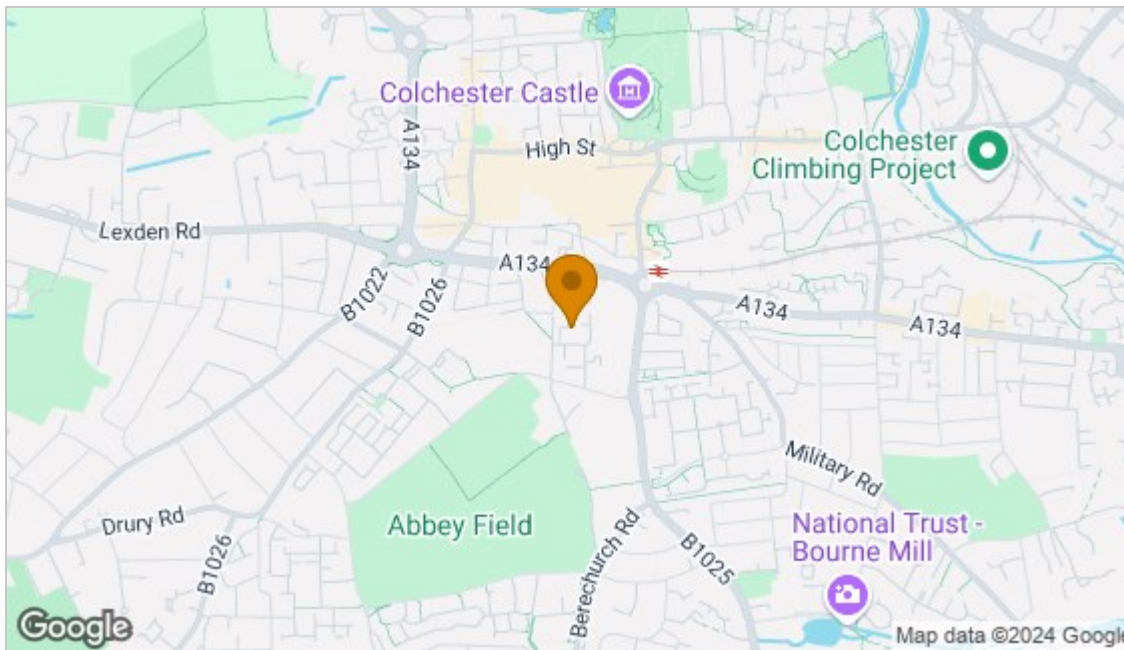 Colchester Castle
High St
Colchester
Climbing Project
A134
Lexden Rd
A134
B1022
B1026
A134
A134
Military Rd
Abbey Field
Drury Rd
B1026
Berechurch Rd
B1025
National Trust -
Bourne Mill
Google
Map data ©2024 Google